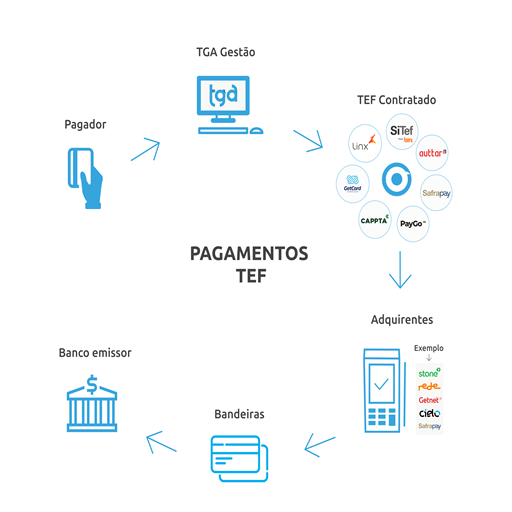 TGA Gestão
tga
Pagador
TEF Contratado
SiTef
linx
auttar
GetCard
Safrapay
CAPPTA
PayGo
PAGAMENTOS
TEF
Adquirentes
Exemplo
stone
rede
Getnet
cielo
Safrapay
Banco emissor
$
Bandeiras